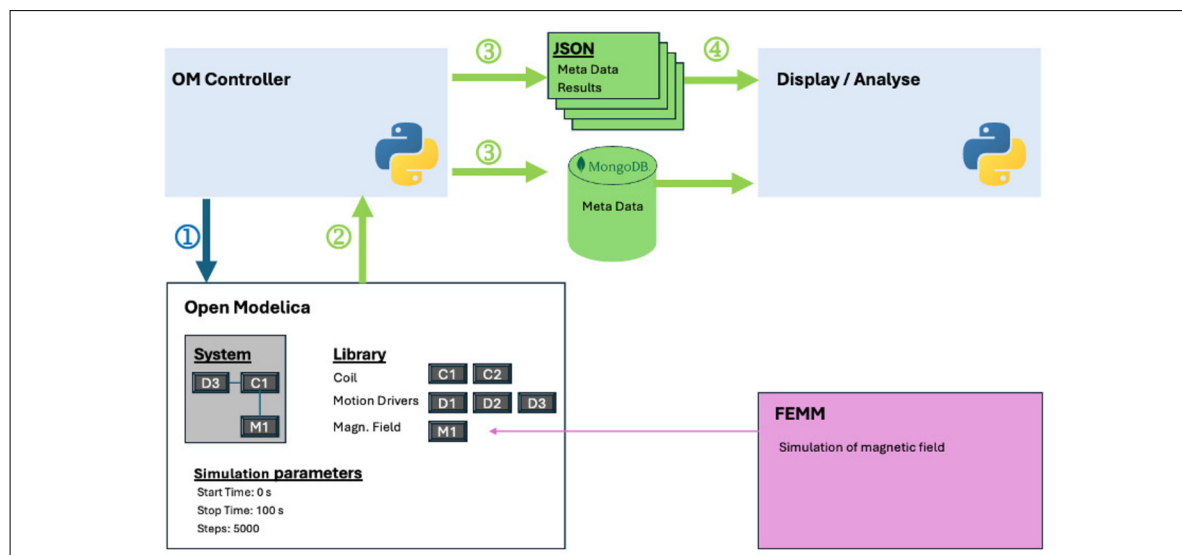 OM Controller
③
JSON
Meta Data
Results
④
Display / Analyse
③
MongoDB.
Meta Data
①
②
Open Modelica
System
D3 C1
M1
Library
Coil C1 C2
Motion Drivers D1 D2 D3
Magn. Field M1
Simulation parameters
Start Time: 0 s
Stop Time: 100 s
Steps: 5000
FEMM
Simulation of magnetic field